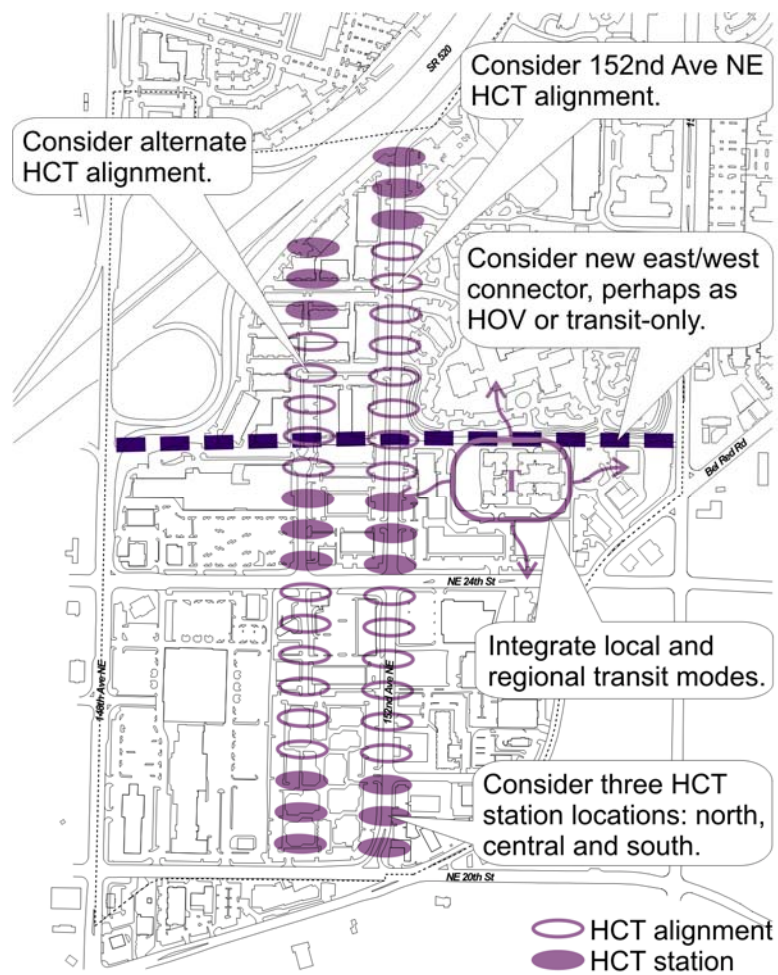 SR 520
Consider 152nd Ave NE
HCT alignment.
Consider alternate
HCT alignment.
Consider new east/west
connector, perhaps as
HOV or transit-only.
Bel Red Rd
T
NE 24th St
148th Ave NE
152nd Ave NE
Integrate local and
regional transit modes.
Consider three HCT
station locations: north,
central and south.
NE 20th St
HCT alignment
HCT station